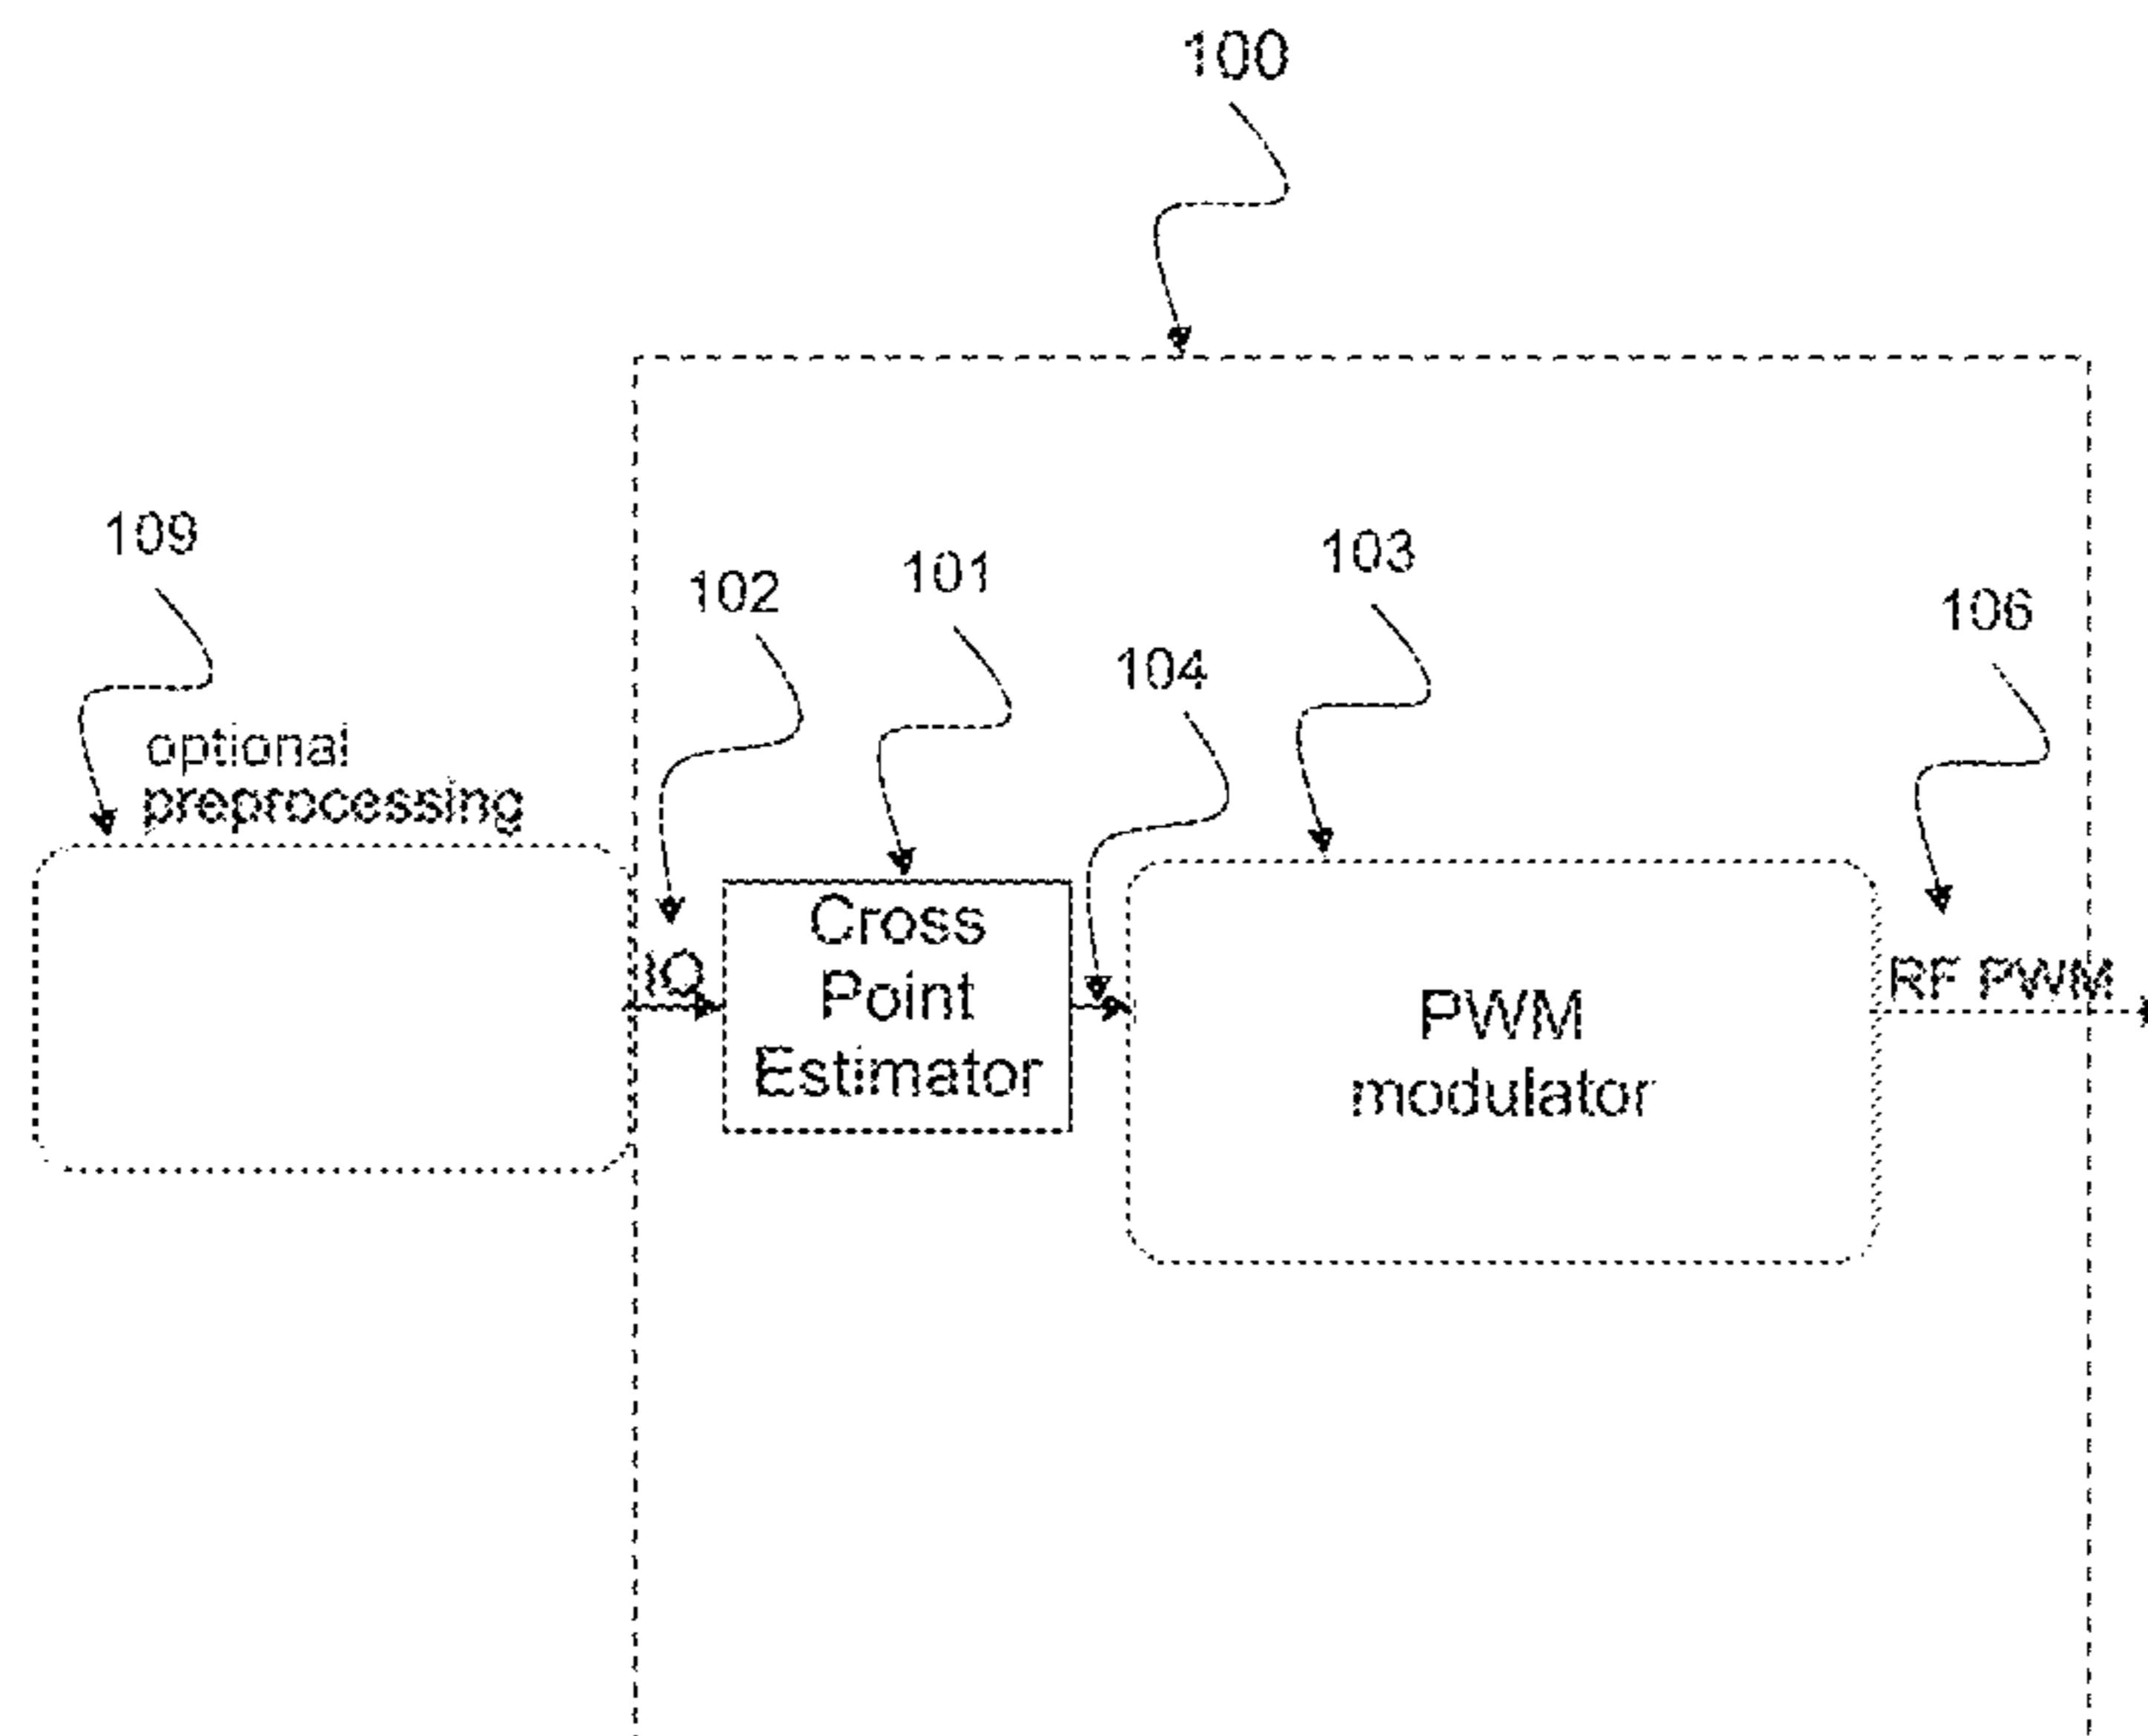 100
109
102
101
104
103
106
optional
preprocessing
IQ
Cross
Point
Estimator
PWM
modulator
RF PWM